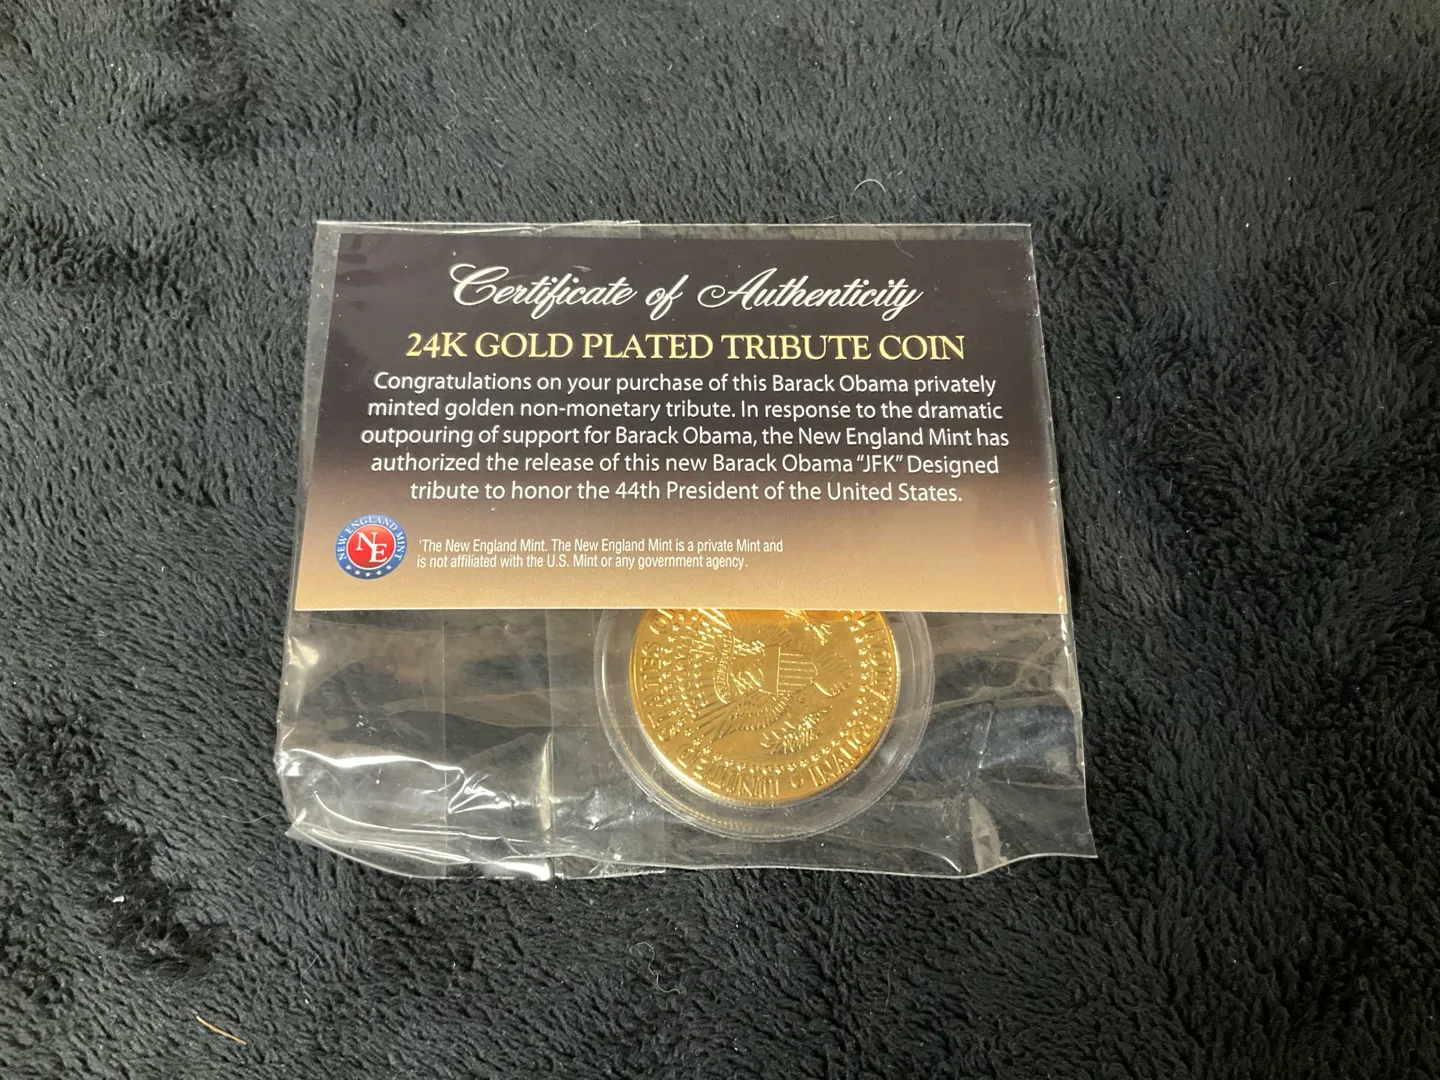 Certificate of Authenticity
24K GOLD PLATED TRIBUTE COIN
Congratulations on your purchase of this Barack Obama privately
minted golden non-monetary tribute. In response to the dramatic
outpouring of support for Barack Obama, the New England Mint has
authorized the release of this new Barack Obama "JFK" Designed
tribute to honor the 44th President of the United States.
NEW ENGLAND MINT
NE
'The New England Mint. The New England Mint is a private Mint and
is not affiliated with the U.S. Mint or any government agency.
UNITED STATES O